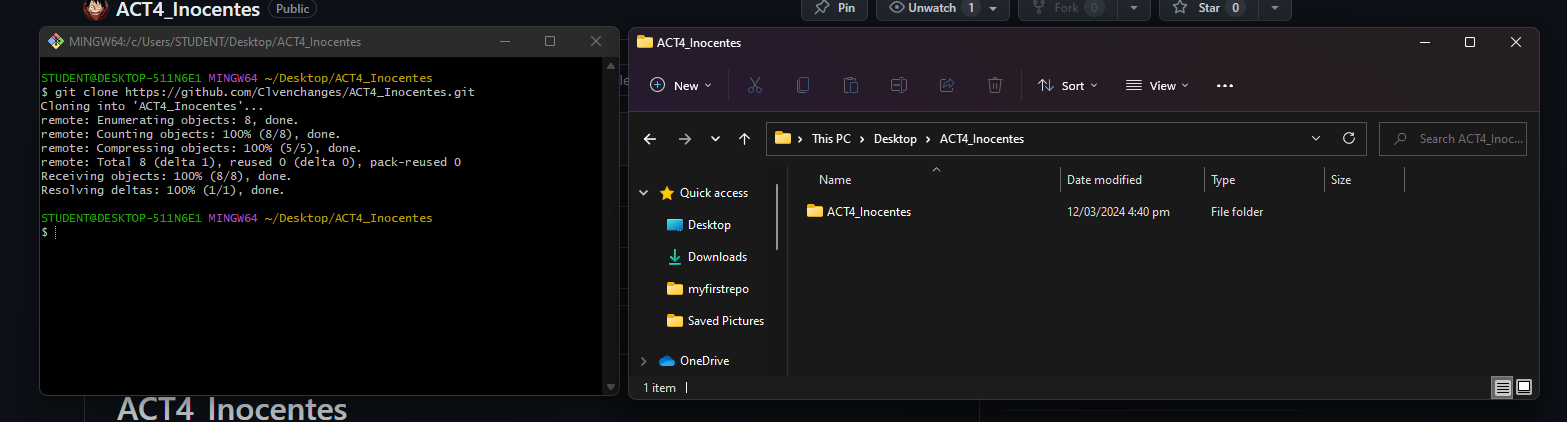 ACT4_Inocentes Public
Pin
Unwatch 1
Fork 0
Star 0
MINGW64:/c/Users/STUDENT/Desktop/ACT4_Inocentes
STUDENT@DESKTOP-511N6E1 MINGW64 ~/Desktop/ACT4_Inocentes
$ git clone https://github.com/Clvenchanges/ACT4_Inocentes.git
Cloning into 'ACT4_Inocentes'...
remote: Enumerating objects: 8, done.
remote: Counting objects: 100% (8/8), done.
remote: Compressing objects: 100% (5/5), done.
remote: Total 8 (delta 1), reused 0 (delta 0), pack-reused 0
Receiving objects: 100% (8/8), done.
Resolving deltas: 100% (1/1), done.
STUDENT@DESKTOP-511N6E1 MINGW64 ~/Desktop/ACT4_Inocentes
$
ACT4_Inocentes
New
Sort
View
This PC > Desktop > ACT4_Inocentes
Search ACT4_Inoc...
Name
Date modified
Type
Size
Quick access
Desktop
Downloads
myfirstrepo
Saved Pictures
OneDrive
ACT4_Inocentes
12/03/2024 4:40 pm
File folder
1 item
ACT4_Inocentes